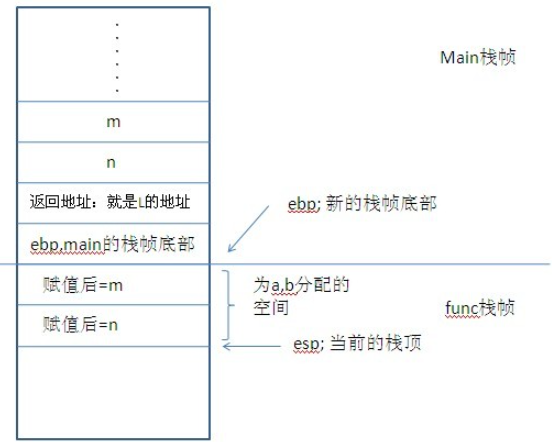 Main栈帧
m
n
返回地址：就是L的地址
ebp; 新的栈帧底部
ebp,main的栈帧底部
赋值后=m
为a,b分配的
空间
func栈帧
赋值后=n
esp; 当前的栈顶